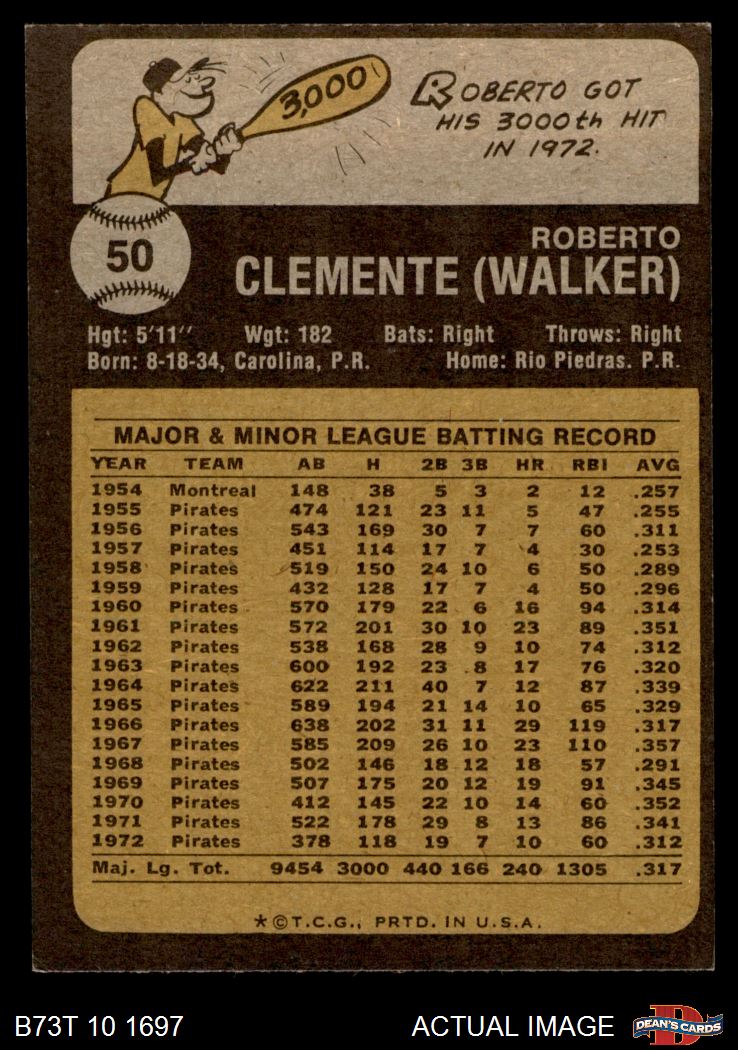 3,000
ROBERTO GOT
HIS 3000th HIT
IN 1972.
50
ROBERTO
CLEMENTE (WALKER)
Hgt: 5'11" Wgt: 182 Bats: Right Throws: Right
Born: 8-18-34, Carolina, P.R. Home: Rio Piedras. P.R.
MAJOR & MINOR LEAGUE BATTING RECORD
YEAR TEAM AB H 2B 3B HR RBI AVG
1954 Montreal 148 38 5 3 2 12 .257
1955 Pirates 474 121 23 11 5 47 .255
1956 Pirates 543 169 30 7 7 60 .311
1957 Pirates 451 114 17 7 4 30 .253
1958 Pirates 519 150 24 10 6 50 .289
1959 Pirates 432 128 17 7 4 50 .296
1960 Pirates 570 179 22 6 16 94 .314
1961 Pirates 572 201 30 10 23 89 .351
1962 Pirates 538 168 28 9 10 74 .312
1963 Pirates 600 192 23 8 17 76 .320
1964 Pirates 622 211 40 7 12 87 .339
1965 Pirates 589 194 21 14 10 65 .329
1966 Pirates 638 202 31 11 29 119 .317
1967 Pirates 585 209 26 10 23 110 .357
1968 Pirates 502 146 18 12 18 57 .291
1969 Pirates 507 175 20 12 19 91 .345
1970 Pirates 412 145 22 10 14 60 .352
1971 Pirates 522 178 29 8 13 86 .341
1972 Pirates 378 118 19 7 10 60 .312
Maj. Lg. Tot. 9454 3000 440 166 240 1305 .317
*©T.C.G., PRTD. IN U.S.A.
B73T 10 1697 ACTUAL IMAGE DEAN'S CARDS